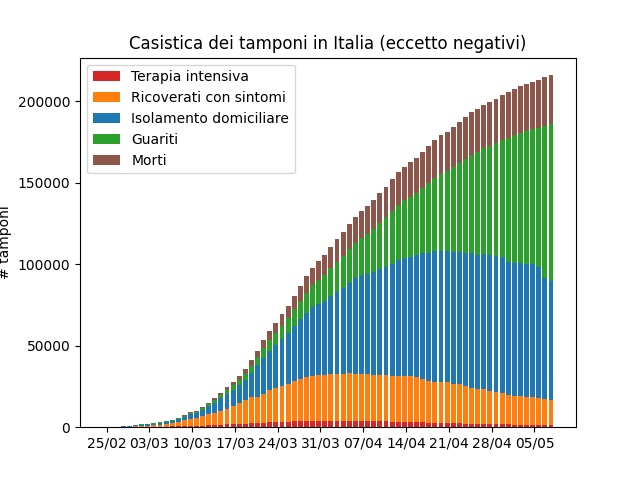 Casistica dei tamponi in Italia (eccetto negativi)
Terapia intensiva
Ricoverati con sintomi
Isolamento domiciliare
Guariti
Morti
# tamponi
200000
150000
100000
50000
0
25/02 03/03 10/03 17/03 24/03 31/03 07/04 14/04 21/04 28/04 05/05